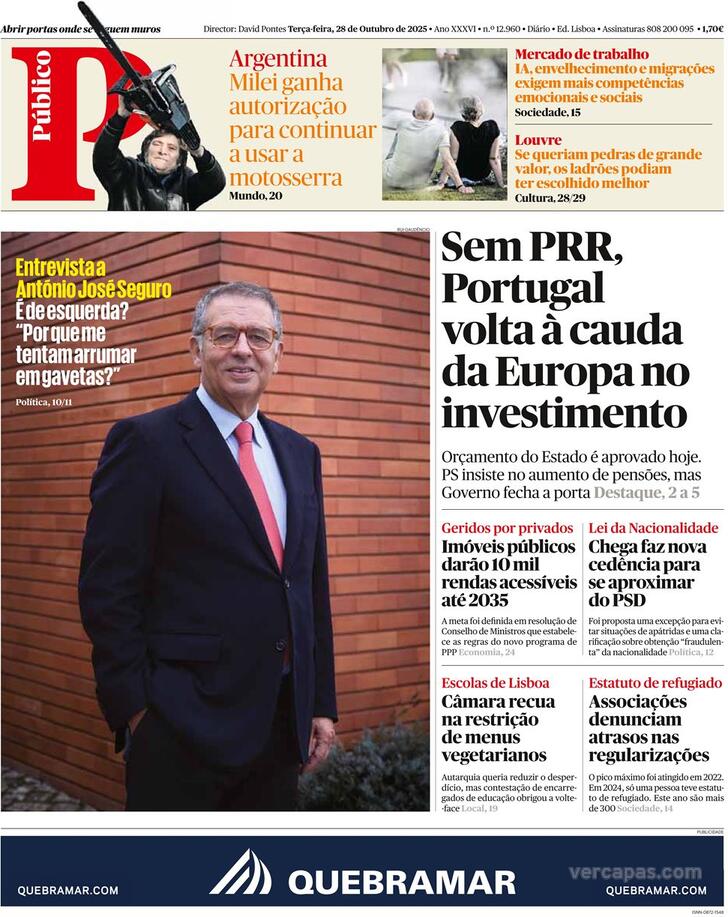 Abrir portas onde se erguem muros
Director: David Pontes Terça-feira, 28 de Outubro de 2025 • Ano XXXVI • n.º 12.960 • Diário • Ed. Lisboa • Assinaturas 808 200 095 • 1,70€
Público
P
Argentina
Milei ganha
autorização
para continuar
a usar a
motosserra
Mundo, 20
Mercado de trabalho
IA, envelhecimento e migrações
exigem mais competências
emocionais e sociais
Sociedade, 15
Louvre
Se queriam pedras de grande
valor, os ladrões podiam
ter escolhido melhor
Cultura, 28/29
RUI GAUDÊNCIO
Entrevista a
António José Seguro
É de esquerda?
“Por que me
tentam arrumar
em gavetas?”
Política, 10/11
Sem PRR,
Portugal
volta à cauda
da Europa no
investimento
Orçamento do Estado é aprovado hoje.
PS insiste no aumento de pensões, mas
Governo fecha a porta Destaque, 2 a 5
Geridos por privados
Imóveis públicos
darão 10 mil
rendas acessíveis
até 2035
A meta foi definida em resolução de
Conselho de Ministros que estabele-
ce as regras do novo programa de
PPP Economia, 24
Lei da Nacionalidade
Chega faz nova
cedência para
se aproximar
do PSD
Foi proposta uma excepção para evi-
tar situações de apátridas e uma cla-
rificação sobre obtenção “fraudulen-
ta” da nacionalidade Política, 12
Escolas de Lisboa
Câmara recua
na restrição
de menus
vegetarianos
Autarquia queria reduzir o desper-
dício, mas contestação de encarre-
gados de educação obrigou a volte-
-face Local, 19
Estatuto de refugiado
Associações
denunciam
atrasos nas
regularizações
O pico máximo foi atingido em 2022.
Em 2024, só uma pessoa teve estatu-
to de refugiado. Este ano são mais
de 300 Sociedade, 14
PUBLICIDADE
QUEBRAMAR.COM
QUEBRAMAR
vercapas.com
QUEBRAMAR.COM
ISNN-0872-1548